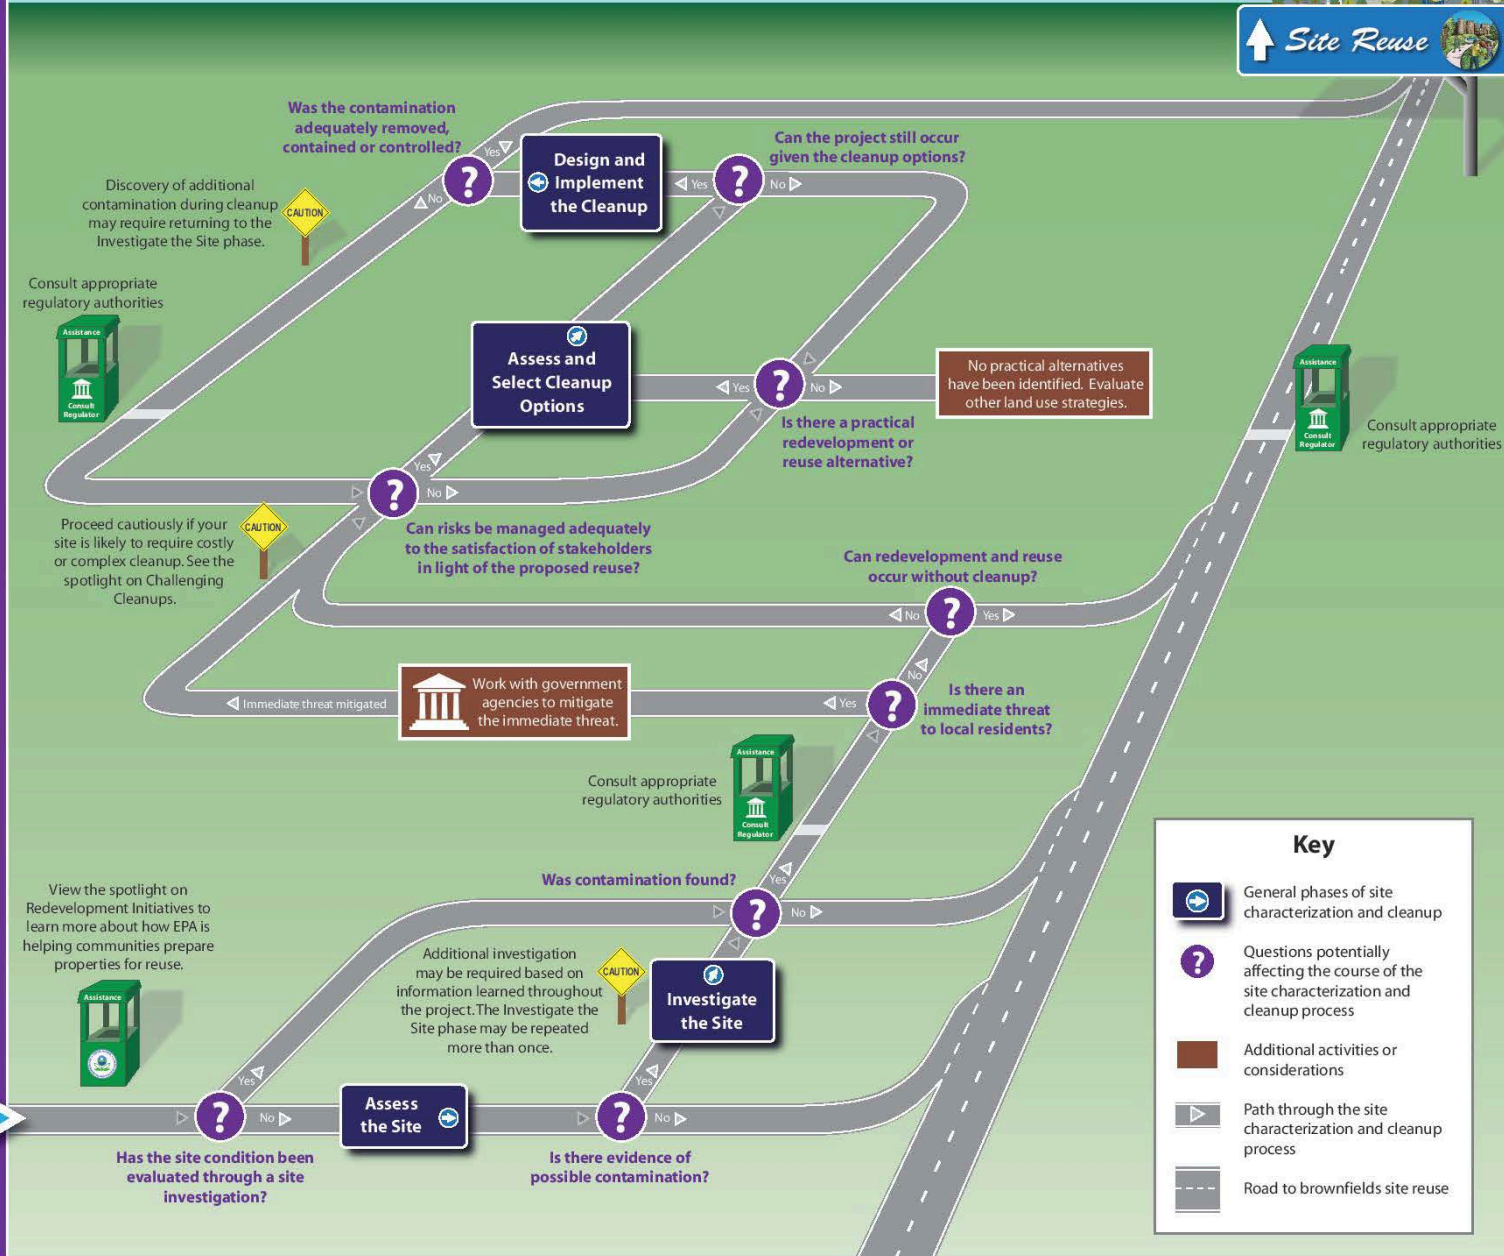 Site Reuse
Was the contamination
adequately removed,
contained or controlled?
Yes
No
Design and
Implement
the Cleanup
Yes
No
Can the project still occur
given the cleanup options?
Discovery of additional
contamination during cleanup
may require returning to the
Investigate the Site phase.
CAUTION
Consult appropriate
regulatory authorities
Assistance
Consult
Regulator
Assess and
Select Cleanup
Options
Yes
No
No practical alternatives
have been identified. Evaluate
other land use strategies.
Is there a practical
redevelopment or
reuse alternative?
Assistance
Consult
Regulator
Consult appropriate
regulatory authorities
Yes
No
Can risks be managed adequately
to the satisfaction of stakeholders
in light of the proposed reuse?
Proceed cautiously if your
site is likely to require costly
or complex cleanup. See the
spotlight on Challenging
Cleanups.
CAUTION
Can redevelopment and reuse
occur without cleanup?
No
Yes
No
Is there an
immediate threat
to local residents?
Yes
Work with government
agencies to mitigate
the immediate threat.
Immediate threat mitigated
Consult appropriate
regulatory authorities
Assistance
Consult
Regulator
Was contamination found?
Yes
No
View the spotlight on
Redevelopment Initiatives to
learn more about how EPA is
helping communities prepare
properties for reuse.
Assistance
Additional investigation
may be required based on
information learned throughout
the project. The Investigate the
Site phase may be repeated
more than once.
CAUTION
Investigate
the Site
Yes
No
Assess
the Site
Yes
No
Has the site condition been
evaluated through a site
investigation?
Is there evidence of
possible contamination?
Key
General phases of site
characterization and cleanup
Questions potentially
affecting the course of the
site characterization and
cleanup process
Additional activities or
considerations
Path through the site
characterization and cleanup
process
Road to brownfields site reuse